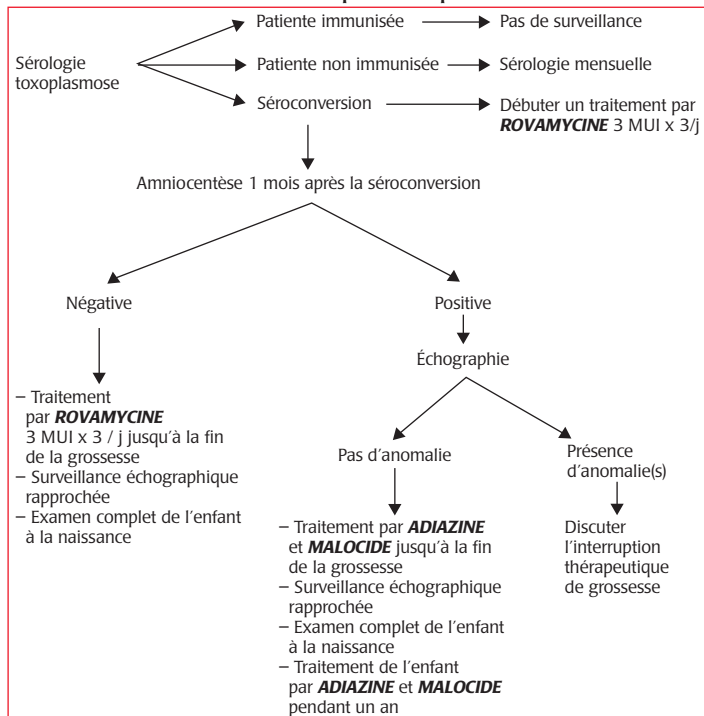 Patiente immunisée
Pas de surveillance
Sérologie
toxoplasmose
Patiente non immunisée
Sérologie mensuelle
Séroconversion
Débuter un traitement par
ROVAMYCINE 3 MUI x 3/j
Amniocentèse 1 mois après la séroconversion
Négative
Positive
Échographie
– Traitement
par ROVAMYCINE
3 MUI x 3 / j jusqu'à la fin
de la grossesse
– Surveillance échographique
rapprochée
– Examen complet de l'enfant
à la naissance
Pas d'anomalie
Présence
d'anomalie(s)
– Traitement par ADIAZINE
et MALOCIDE jusqu'à la fin
de la grossesse
– Surveillance échographique
rapprochée
– Examen complet de l'enfant
à la naissance
– Traitement de l'enfant
par ADIAZINE et MALOCIDE
pendant un an
Discuter
l'interruption
thérapeutique
de grossesse